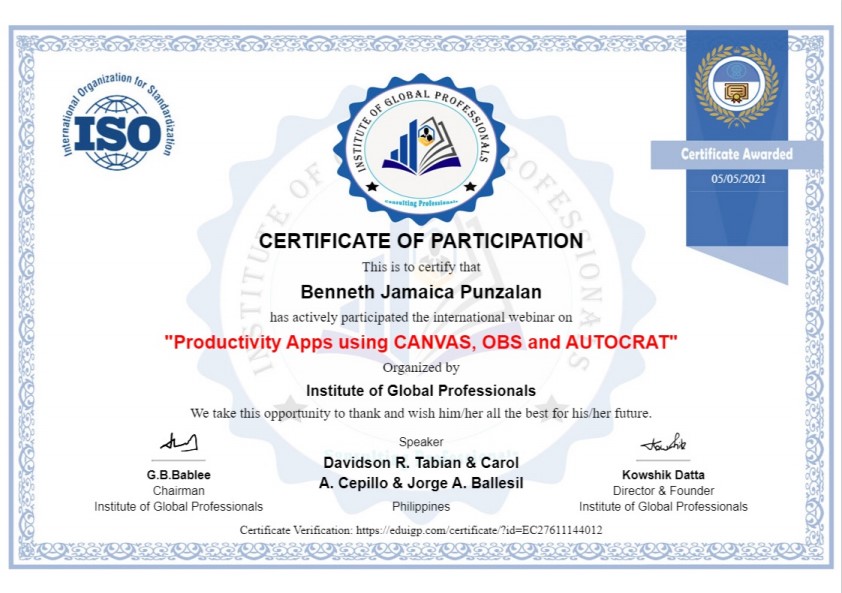 International Organization for Standardization
ISO
INSTITUTE OF GLOBAL PROFESSIONALS
Consulting Professionals
Certificate Awarded
05/05/2021
CERTIFICATE OF PARTICIPATION
This is to certify that
Benneth Jamaica Punzalan
has actively participated the international webinar on
"Productivity Apps using CANVAS, OBS and AUTOCRAT"
Organized by
Institute of Global Professionals
We take this opportunity to thank and wish him/her all the best for his/her future.
Speaker
Davidson R. Tabian & Carol
A. Cepillo & Jorge A. Ballesil
Philippines
G.B.Bablee
Chairman
Institute of Global Professionals
Kowshik Datta
Director & Founder
Institute of Global Professionals
Certificate Verification: https://eduigp.com/certificate/?id=EC27611144012